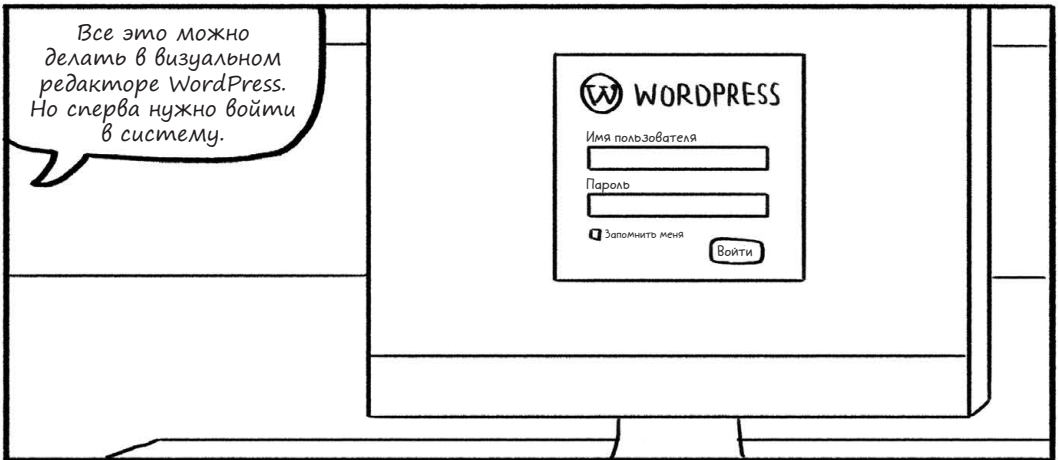 Все это можно
делать в визуальном
редакторе WordPress.
Но сперва нужно войти
в систему.
W WORDPRESS
Имя пользователя
Пароль
Запомнить меня
Войти